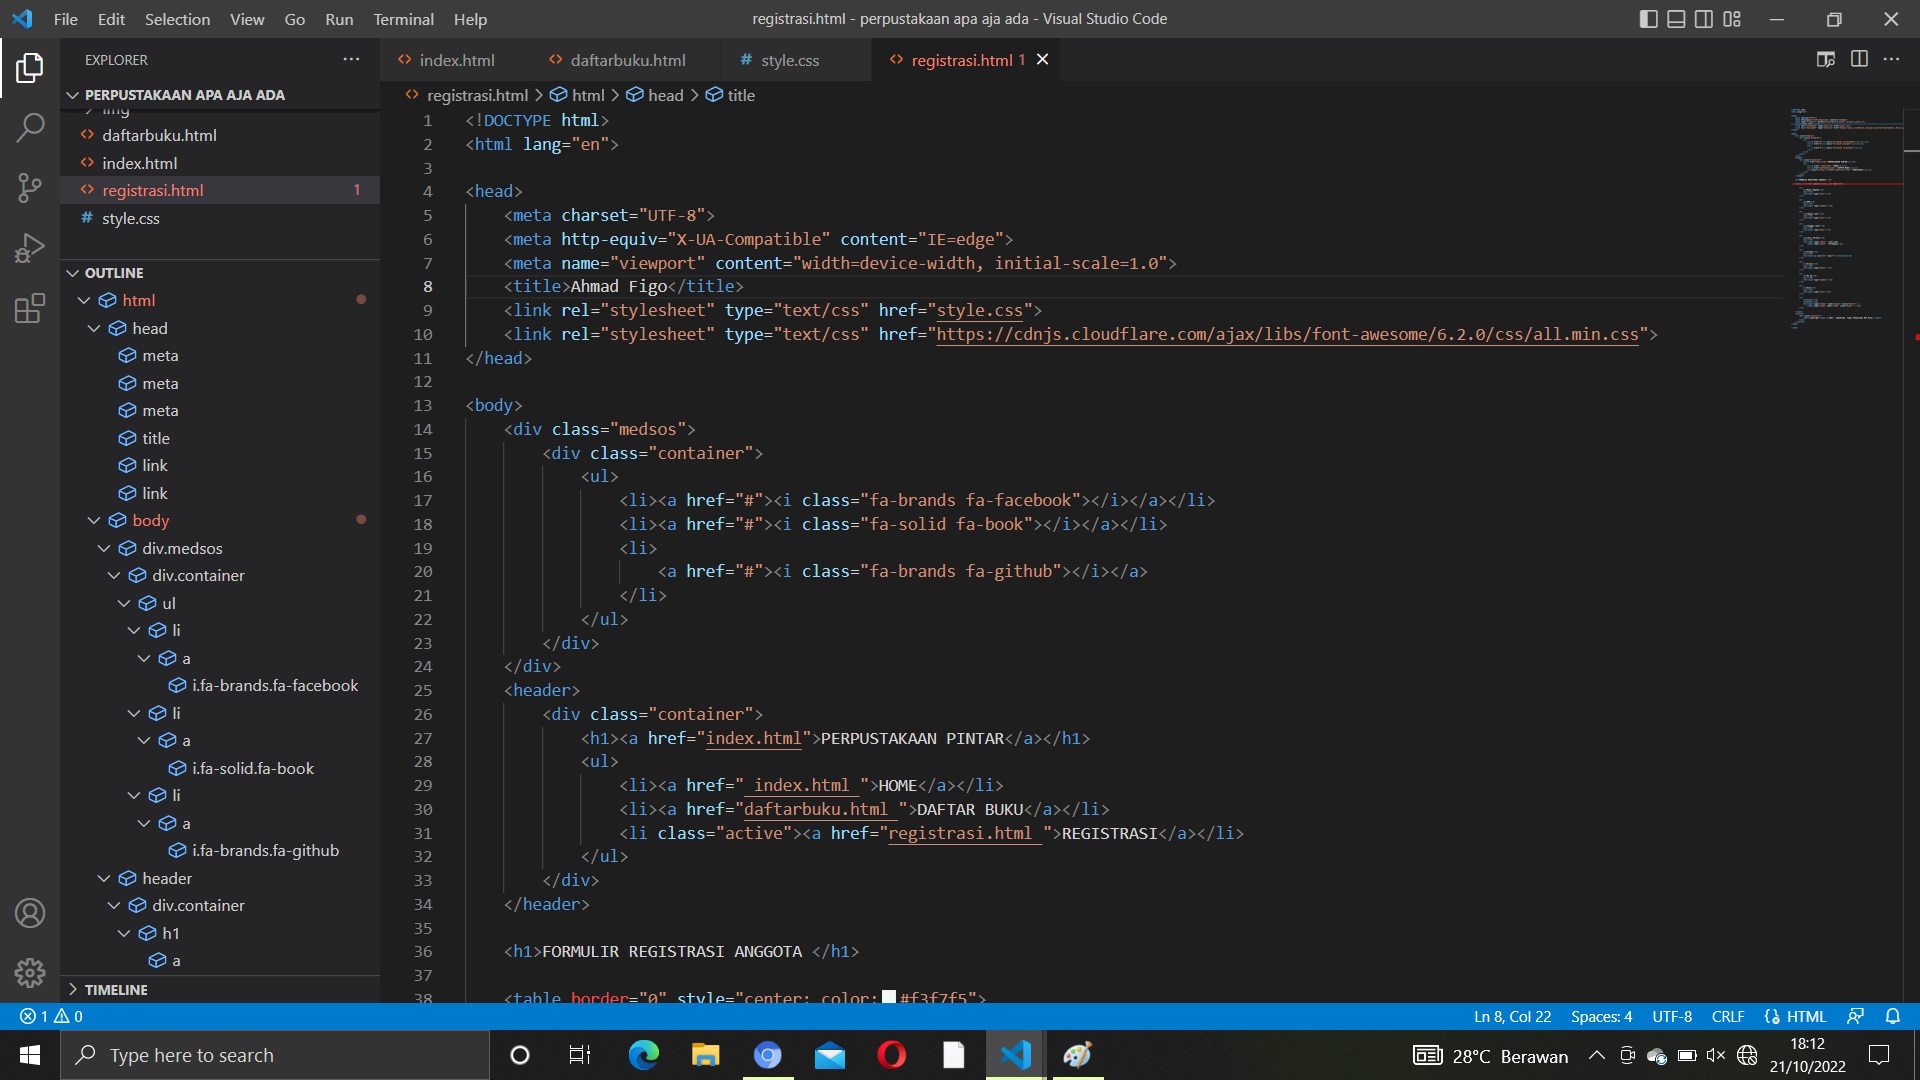 File Edit Selection View Go Run Terminal Help
registrasi.html - perpustakaan apa aja ada - Visual Studio Code
EXPLORER
index.html
daftarbuku.html
# style.css
registrasi.html 1
PERPUSTAKAAN APA AJA ADA
img
daftarbuku.html
index.html
registrasi.html 1
# style.css
OUTLINE
html
head
meta
meta
meta
title
link
link
body
div.medsos
div.container
ul
li
a
i.fa-brands.fa-facebook
li
a
i.fa-solid.fa-book
li
a
i.fa-brands.fa-github
header
div.container
h1
a
TIMELINE
registrasi.html > html > head > title
1 <!DOCTYPE html>
2 <html lang="en">
3
4 <head>
5 <meta charset="UTF-8">
6 <meta http-equiv="X-UA-Compatible" content="IE=edge">
7 <meta name="viewport" content="width=device-width, initial-scale=1.0">
8 <title>Ahmad Figo</title>
9 <link rel="stylesheet" type="text/css" href="style.css">
10 <link rel="stylesheet" type="text/css" href="https://cdnjs.cloudflare.com/ajax/libs/font-awesome/6.2.0/css/all.min.css">
11 </head>
12
13 <body>
14 <div class="medsos">
15 <div class="container">
16 <ul>
17 <li><a href="#"><i class="fa-brands fa-facebook"></i></a></li>
18 <li><a href="#"><i class="fa-solid fa-book"></i></a></li>
19 <li>
20 <a href="#"><i class="fa-brands fa-github"></i></a>
21 </li>
22 </ul>
23 </div>
24 </div>
25 <header>
26 <div class="container">
27 <h1><a href="index.html">PERPUSTAKAAN PINTAR</a></h1>
28 <ul>
29 <li><a href=" index.html ">HOME</a></li>
30 <li><a href="daftarbuku.html ">DAFTAR BUKU</a></li>
31 <li class="active"><a href="registrasi.html ">REGISTRASI</a></li>
32 </ul>
33 </div>
34 </header>
35
36 <h1>FORMULIR REGISTRASI ANGGOTA </h1>
37
38 <table border="0" style="center; color: #f3f7f5">
1 0
Ln 8, Col 22 Spaces: 4 UTF-8 CRLF HTML
Type here to search
28°C Berawan
18:12
21/10/2022